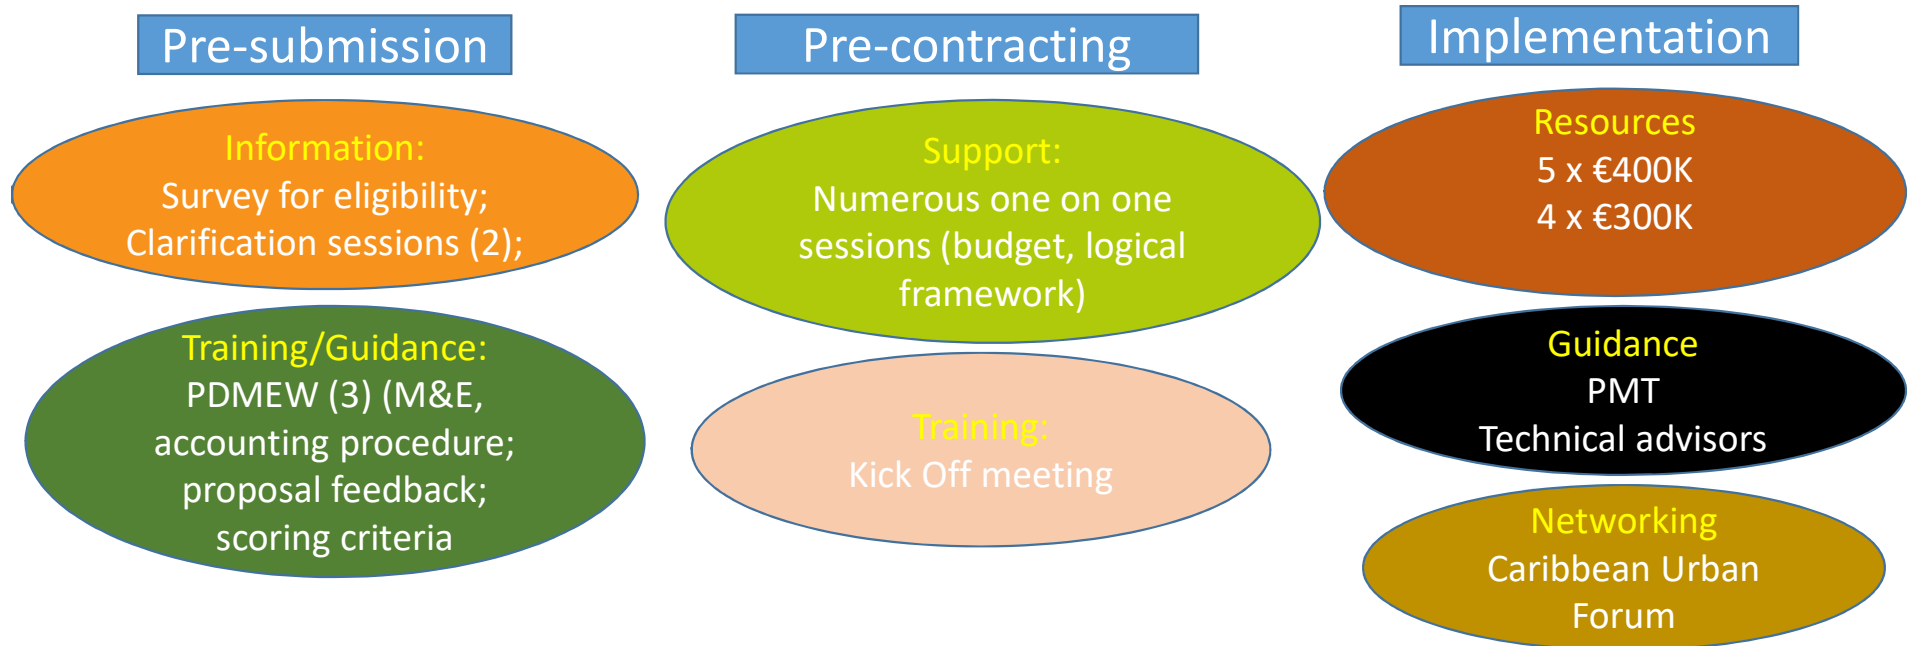 Pre-submission
Information:
Survey for eligibility;
Clarification sessions (2);
Training/Guidance:
PDMEW (3) (M&E,
accounting procedure;
proposal feedback;
scoring criteria
Pre-contracting
Support:
Numerous one on one
sessions (budget, logical
framework)
Training:
Kick Off meeting
Implementation
Resources
5 x €400K
4 x €300K
Guidance
PMT
Technical advisors
Networking
Caribbean Urban
Forum